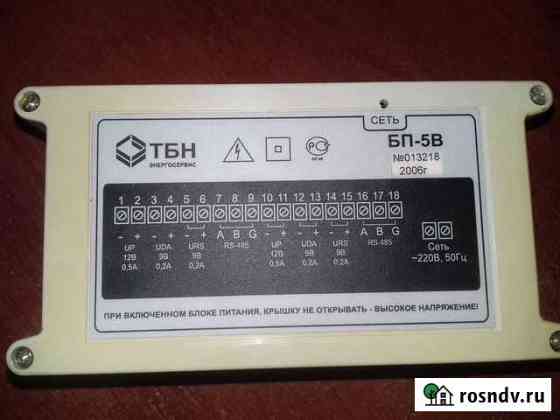 СЕТЬ
ТБН
ЭНЕРГОСЕРВИС
БП-5В
№013218
2006г
1 2 3 4 5 6 7 8 9 10 11 12 13 14 15 16 17 18
- + - + - + A B G - + - + - + A B G
UP UDA URS RS-485 UP UDA URS RS-485
12В 9В 9В 12В 9В 9В
0,5А 0,2А 0,2А 0,5А 0,2А 0,2А
Сеть
~220В, 50Гц
ПРИ ВКЛЮЧЕННОМ БЛОКЕ ПИТАНИЯ, КРЫШКУ НЕ ОТКРЫВАТЬ - ВЫСОКОЕ НАПРЯЖЕНИЕ!
rosndv.ru